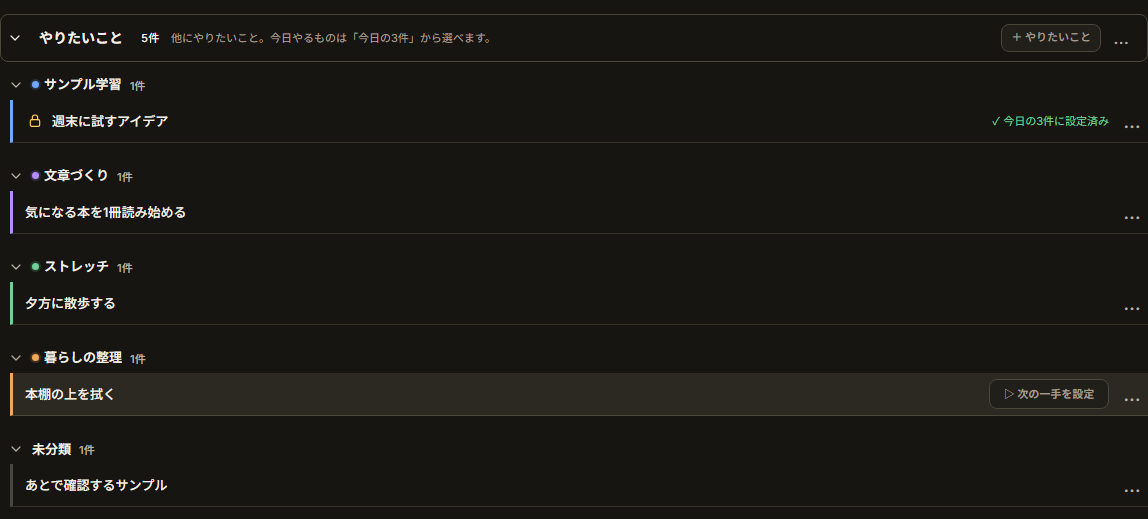 やりたいこと 5件 他にやりたいこと。今日やるものは「今日の3件」から選べます。 + やりたいこと ...
サンプル学習 1件
週末に試すアイデア ✓ 今日の3件に設定済み ...
文章づくり 1件
気になる本を1冊読み始める ...
ストレッチ 1件
夕方に散歩する ...
暮らしの整理 1件
本棚の上を拭く ▷ 次の一手を設定 ...
未分類 1件
あとで確認するサンプル ...